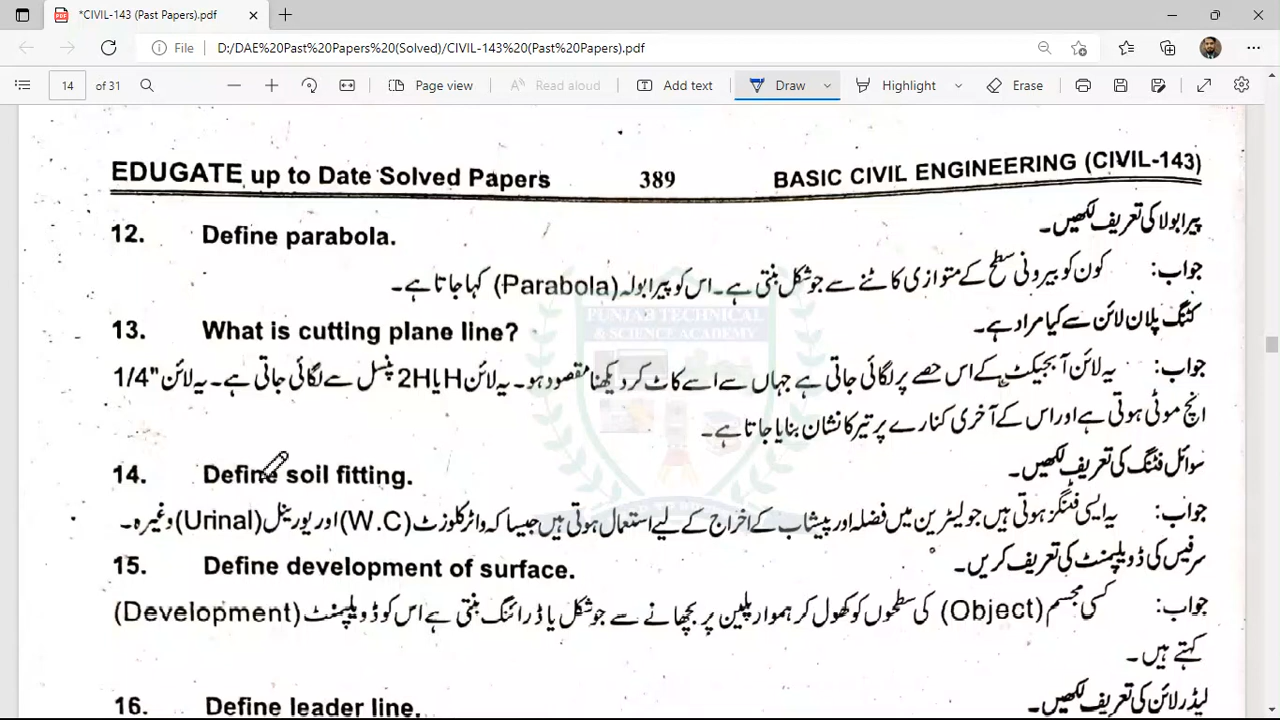 *CIVIL-143 (Past Papers).pdf
File D:/DAE%20Past%20Papers%20(Solved)/CIVIL-143%20(Past%20Papers).pdf
14 of 31 Page view Read aloud Add text Draw Highlight Erase
EDUGATE up to Date Solved Papers 389 BASIC CIVIL ENGINEERING (CIVIL-143)
12. Define parabola. پیرابولا کی تعریف لکھیں۔
جواب: کون کو بیرونی سطح کے متوازی کاٹنے سے جو شکل بنتی ہے۔ اس کو پیرابولہ (Parabola) کہا جاتا ہے۔
PUNJAB TECHNICAL
& SCIENCE ACADEMY
13. What is cutting plane line? کٹنگ پلان لائن سے کیا مراد ہے۔
جواب: یہ لائن آبجیکٹ کے اس حصے پر لگائی جاتی ہے جہاں سے اسے کاٹ کر دیکھنا مقصود ہو۔ یہ لائن H یا 2H پنسل سے لگائی جاتی ہے۔ یہ لائن "1/4
انچ موٹی ہوتی ہے اور اس کے آخری کنارے پر تیر کا نشان بنایا جاتا ہے۔
14. Define soil fitting. سوائل فٹنگ کی تعریف لکھیں۔
جواب: یہ ایسی فٹنگز ہوتی ہیں جو لیٹرین میں فضلہ اور پیشاب کے اخراج کے لیے استعمال ہوتی ہیں جیسا کہ واٹر کلوزٹ (W.C) اور یورینل (Urinal) وغیرہ۔
15. Define development of surface. سرفیس کی ڈویلپمنٹ کی تعریف کریں۔
جواب: کسی مجسم (Object) کی سطحوں کو کھول کر ہموار پلین پر بچھانے سے جو شکل یا ڈرائنگ بنتی ہے اس کو ڈویلپمنٹ (Development)
کہتے ہیں۔
16. Define leader line. لیڈر لائن کی تعریف لکھیں۔